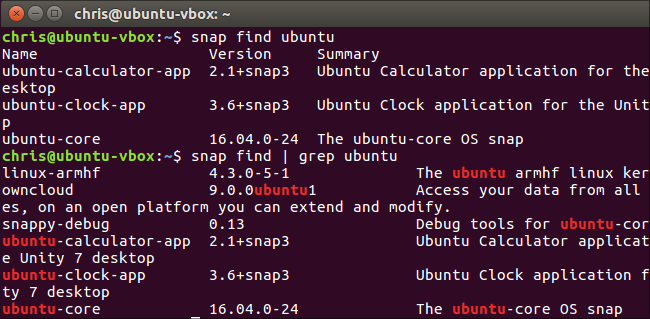 chris@ubuntu-vbox: ~
chris@ubuntu-vbox:~$ snap find ubuntu
Name Version Summary
ubuntu-calculator-app 2.1+snap3 Ubuntu Calculator application for the
esktop
ubuntu-clock-app 3.6+snap3 Ubuntu Clock application for the Unit
p
ubuntu-core 16.04.0-24 The ubuntu-core OS snap
chris@ubuntu-vbox:~$ snap find | grep ubuntu
linux-armhf 4.3.0-5-1 The ubuntu armhf linux ker
owncloud 9.0.0ubuntu1 Access your data from all
es, on an open platform you can extend and modify.
snappy-debug 0.13 Debug tools for ubuntu-cor
ubuntu-calculator-app 2.1+snap3 Ubuntu Calculator applicat
e Unity 7 desktop
ubuntu-clock-app 3.6+snap3 Ubuntu Clock application f
ty 7 desktop
ubuntu-core 16.04.0-24 The ubuntu-core OS snap